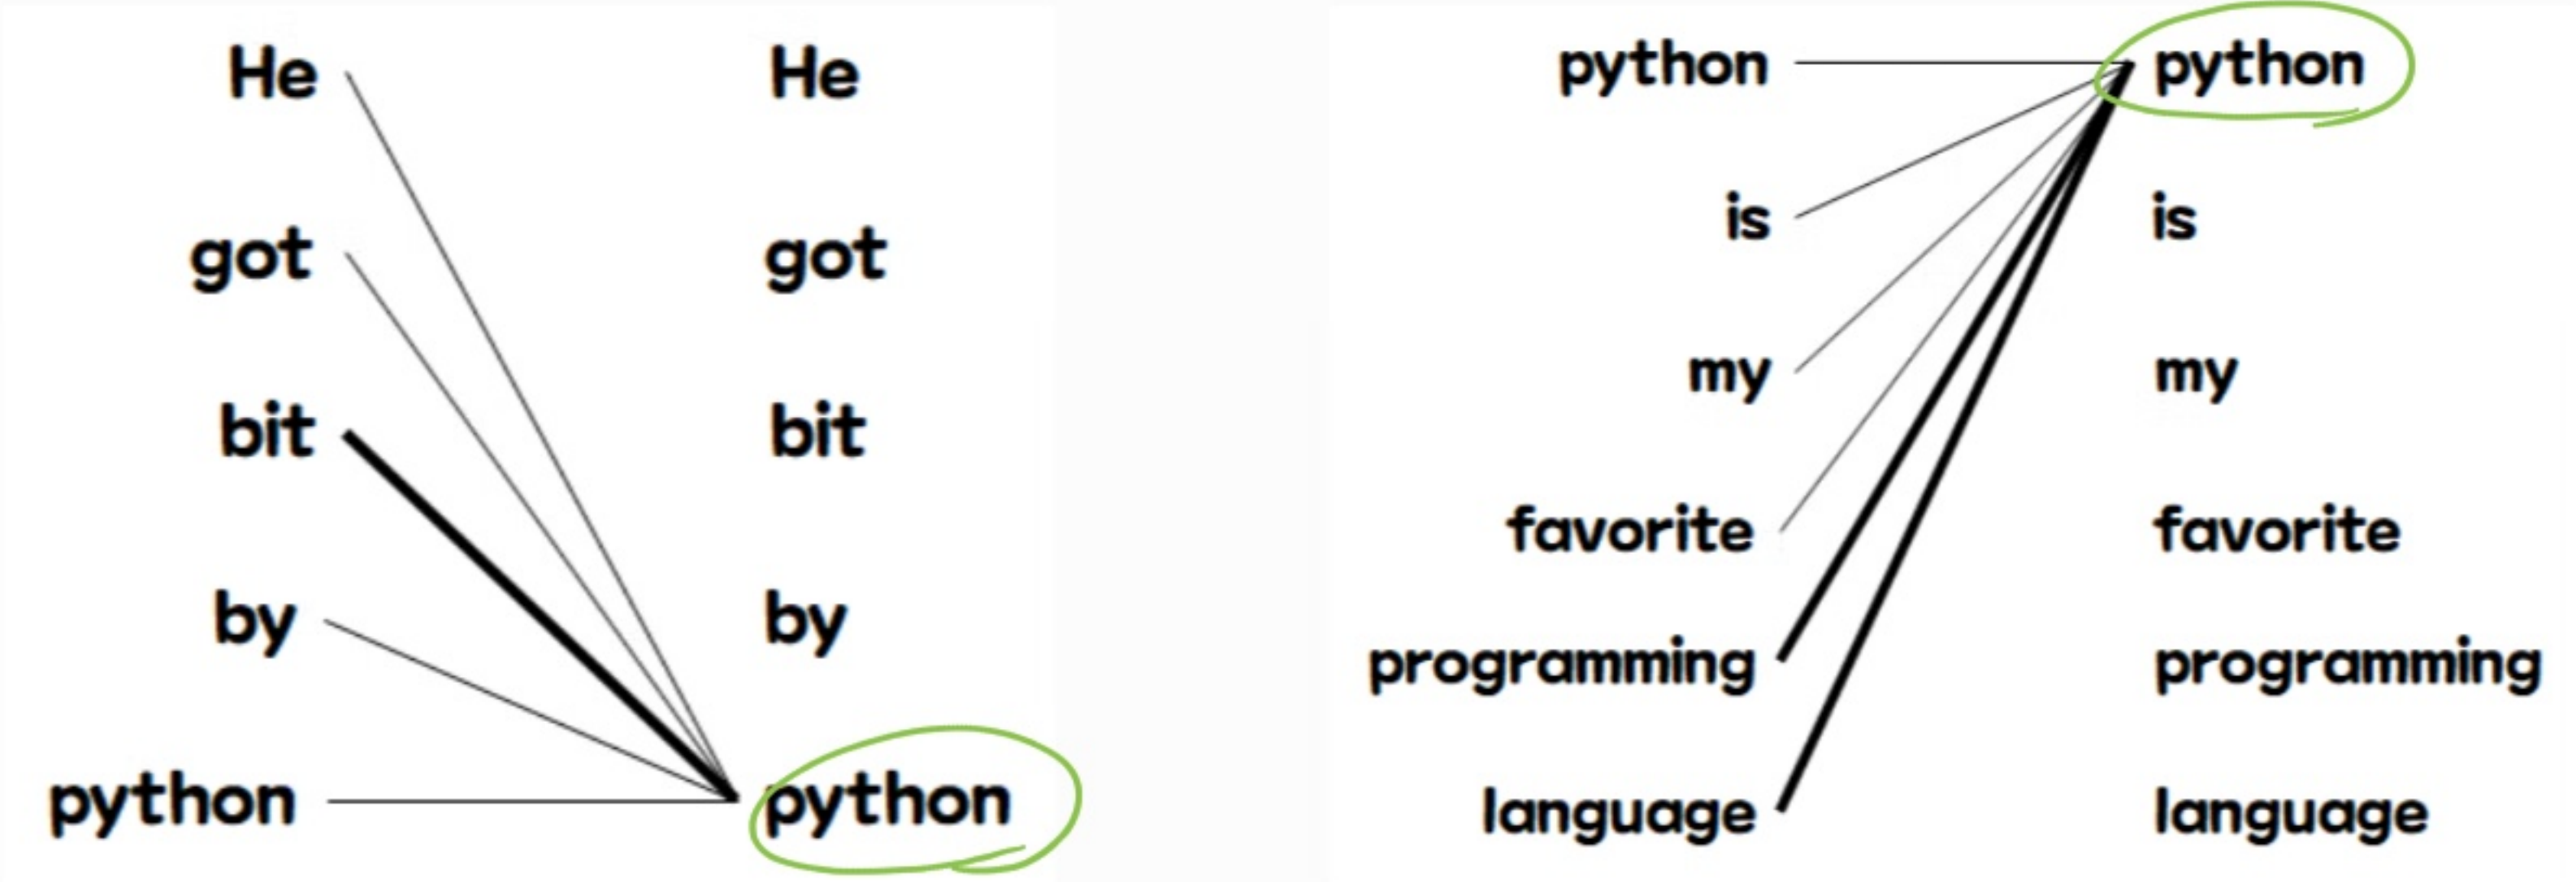 He He
got got
bit bit
by by
python python
python python
is is
my my
favorite favorite
programming programming
language language